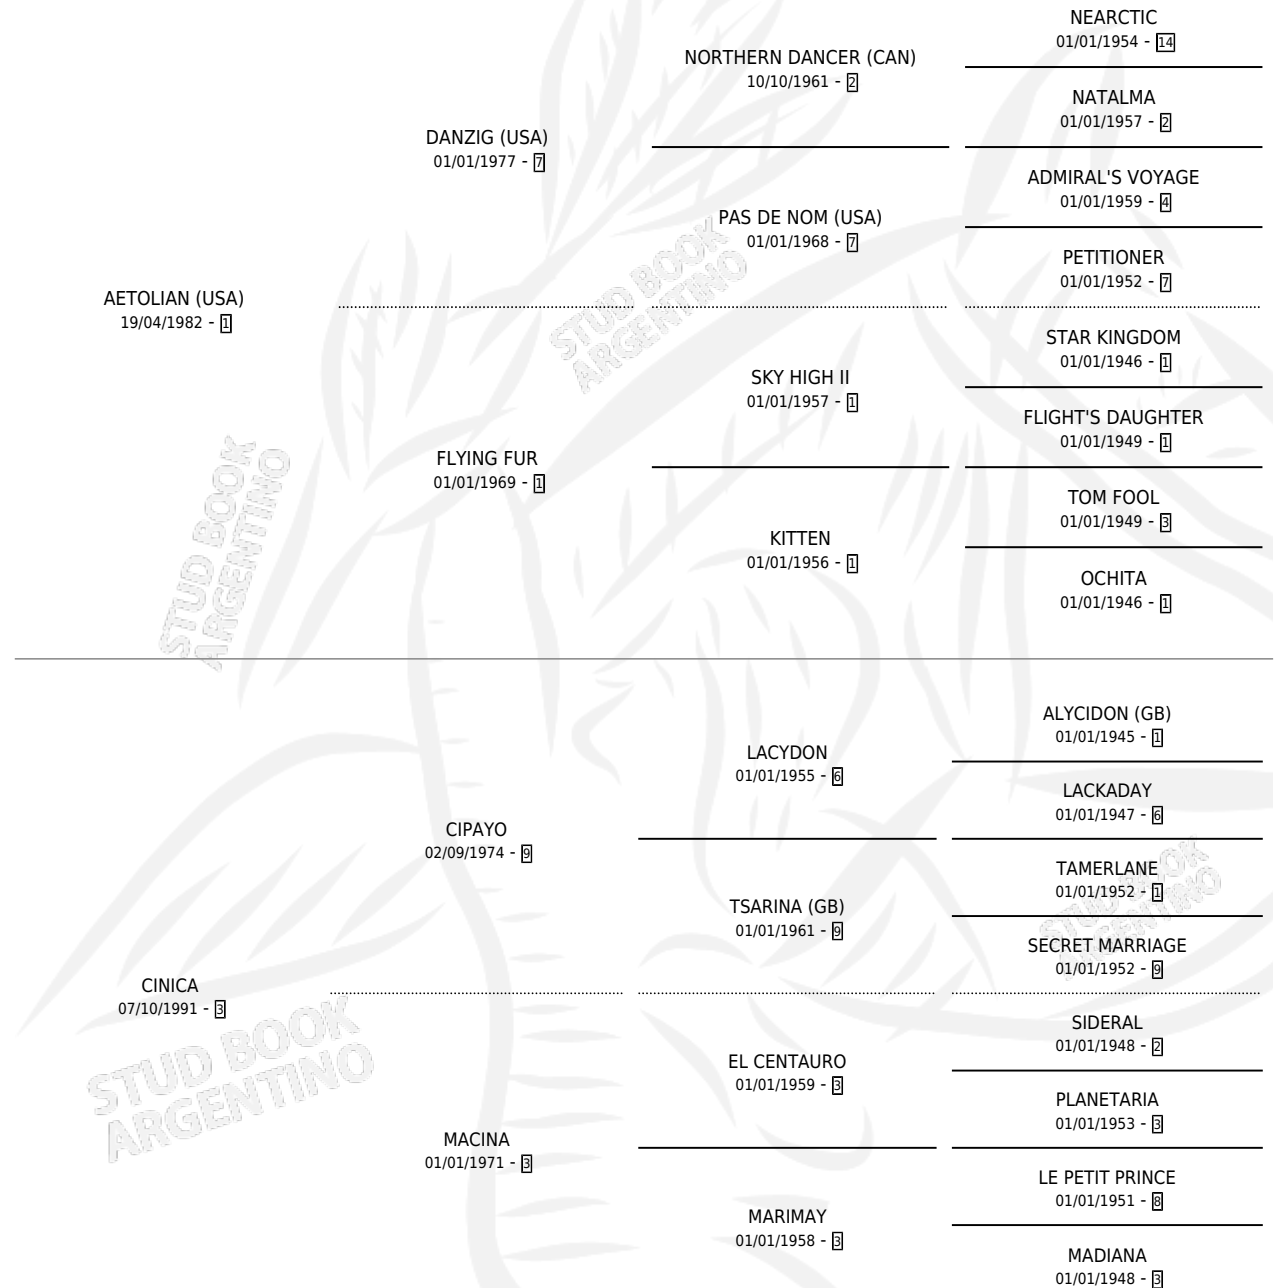 AETOLIAN (USA)
19/04/1982 - 1
DANZIG (USA)
01/01/1977 - 7
FLYING FUR
01/01/1969 - 1
NORTHERN DANCER (CAN)
10/10/1961 - 2
PAS DE NOM (USA)
01/01/1968 - 7
SKY HIGH II
01/01/1957 - 1
KITTEN
01/01/1956 - 1
NEARCTIC
01/01/1954 - 14
NATALMA
01/01/1957 - 2
ADMIRAL'S VOYAGE
01/01/1959 - 4
PETITIONER
01/01/1952 - 7
STAR KINGDOM
01/01/1946 - 1
FLIGHT'S DAUGHTER
01/01/1949 - 1
TOM FOOL
01/01/1949 - 3
OCHITA
01/01/1946 - 1
CINICA
07/10/1991 - 3
CIPAYO
02/09/1974 - 9
MACINA
01/01/1971 - 3
LACYDON
01/01/1955 - 6
TSARINA (GB)
01/01/1961 - 9
EL CENTAURO
01/01/1959 - 3
MARIMAY
01/01/1958 - 3
ALYCIDON (GB)
01/01/1945 - 1
LACKADAY
01/01/1947 - 6
TAMERLANE
01/01/1952 - 1
SECRET MARRIAGE
01/01/1952 - 9
SIDERAL
01/01/1948 - 2
PLANETARIA
01/01/1953 - 3
LE PETIT PRINCE
01/01/1951 - 8
MADIANA
01/01/1948 - 3
STUD BOOK
ARGENTINO
STUD BOOK
ARGENTINO
STUD BOOK
ARGENTINO
STUD BOOK
ARGENTINO